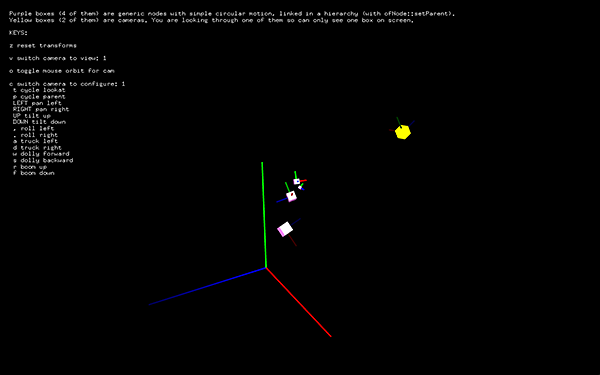 Purple boxes (4 of them) are generic nodes with simple circular motion, linked in a hierarchy (with ofNode::setParent).
Yellow boxes (2 of them) are cameras. You are looking through one of them so can only see one box on screen.
KEYS:
z reset transforms
v switch camera to view: 1
o toggle mouse orbit for cam
c switch camera to configure: 1
t cycle lookat
p cycle parent
LEFT pan left
RIGHT pan right
UP tilt up
DOWN tilt down
, roll left
. roll right
a truck left
d truck right
w dolly forward
s dolly backward
r boom up
f boom down